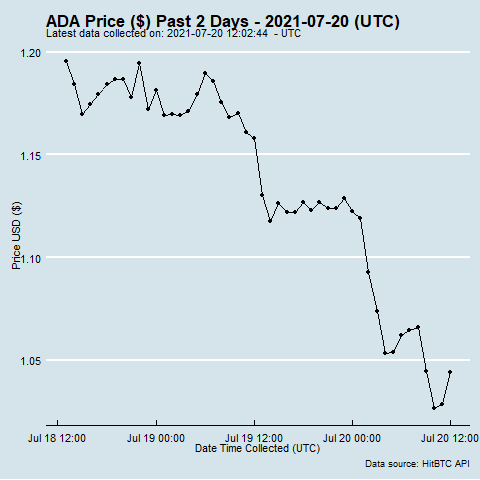 ADA Price ($) Past 2 Days - 2021-07-20 (UTC)
Latest data collected on: 2021-07-20 12:02:44 - UTC
1.20
1.15
1.10
1.05
Price USD ($)
Jul 18 12:00 Jul 19 00:00 Jul 19 12:00 Jul 20 00:00 Jul 20 12:00
Date Time Collected (UTC)
Data source: HitBTC API